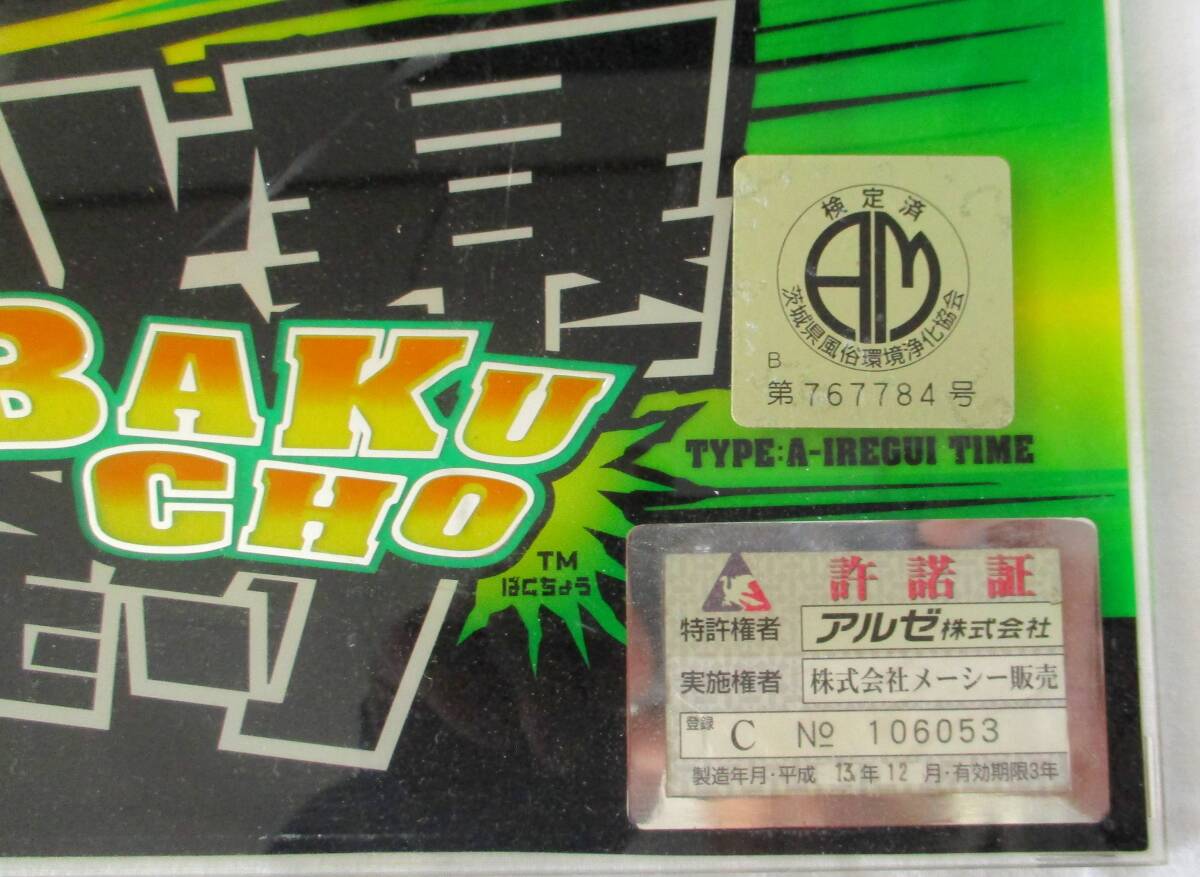 BAKU
CHO
TM
ばくちょう
検定済
AM
茨城県風俗環境浄化協会
B
第767784号
TYPE:A-IREGUI TIME
許諾証
特許権者 アルゼ株式会社
実施権者 株式会社メーシー販売
登録 C № 106053
製造年月・平成 13.年 12 月・有効期限3年